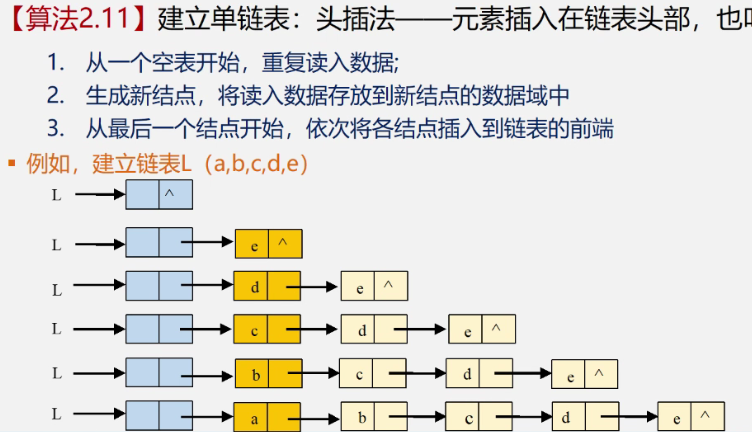 【算法2.11】建立单链表：头插法——元素插入在链表头部，也
1. 从一个空表开始，重复读入数据;
2. 生成新结点，将读入数据存放到新结点的数据域中
3. 从最后一个结点开始，依次将各结点插入到链表的前端
▪ 例如，建立链表L（a,b,c,d,e）
L ^
L e ^
L d e ^
L c d e ^
L b c d e ^
L a b c d e ^